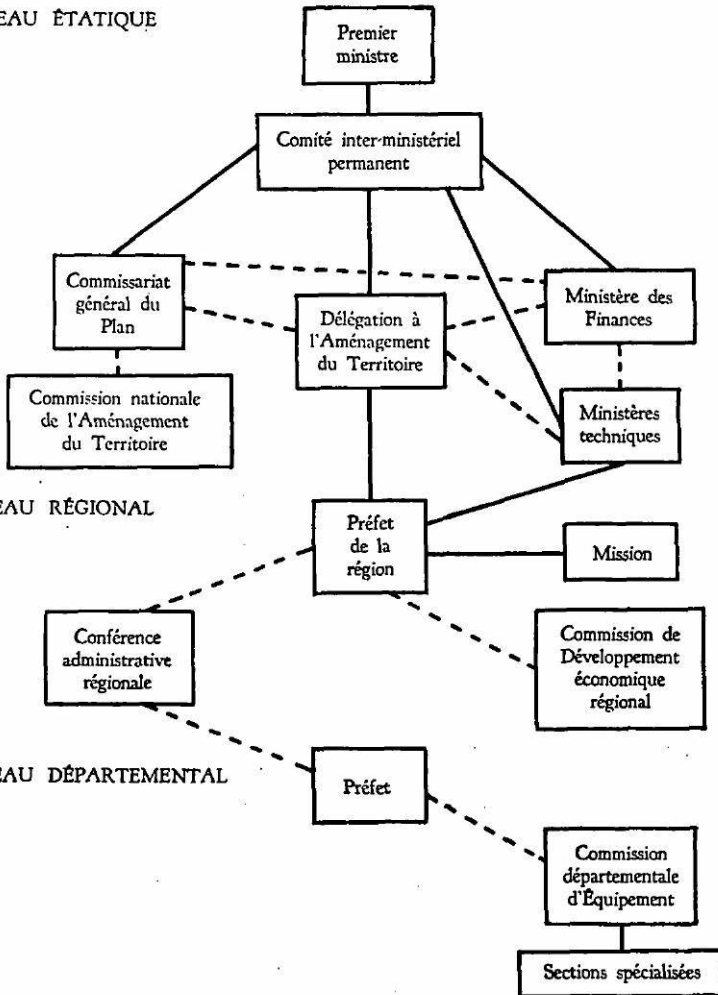 EAU ÉTATIQUE
Premier
ministre
Comité inter-ministériel
permanent
Commissariat
général du
Plan
Délégation à
l'Aménagement
du Territoire
Ministère des
Finances
Commission nationale
de l'Aménagement
du Territoire
Ministères
techniques
EAU RÉGIONAL
Préfet
de la
région
Mission
Conférence
administrative
régionale
Commission de
Développement
économique
régional
EAU DÉPARTEMENTAL
Préfet
Commission
départementale
d'Équipement
Sections spécialisées